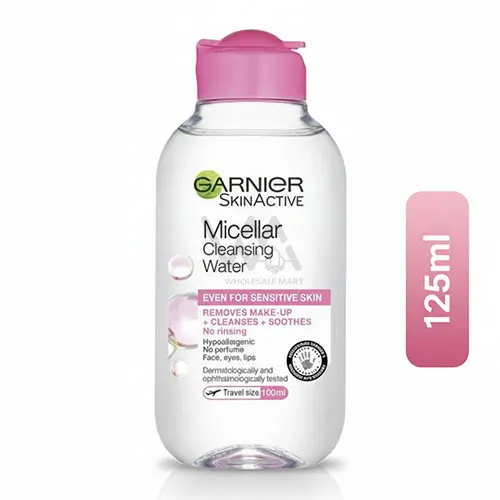 GARNIER
SKINACTIVE
Micellar
Cleansing
Water
WHOLESALE MART
EVEN FOR SENSITIVE SKIN
REMOVES MAKE-UP
+ CLEANSES + SOOTHES
No rinsing
Hypoallergenic
No perfume
Face, eyes, lips
Dermatologically and
ophthalmologically tested
Travel size 100ml
125ml